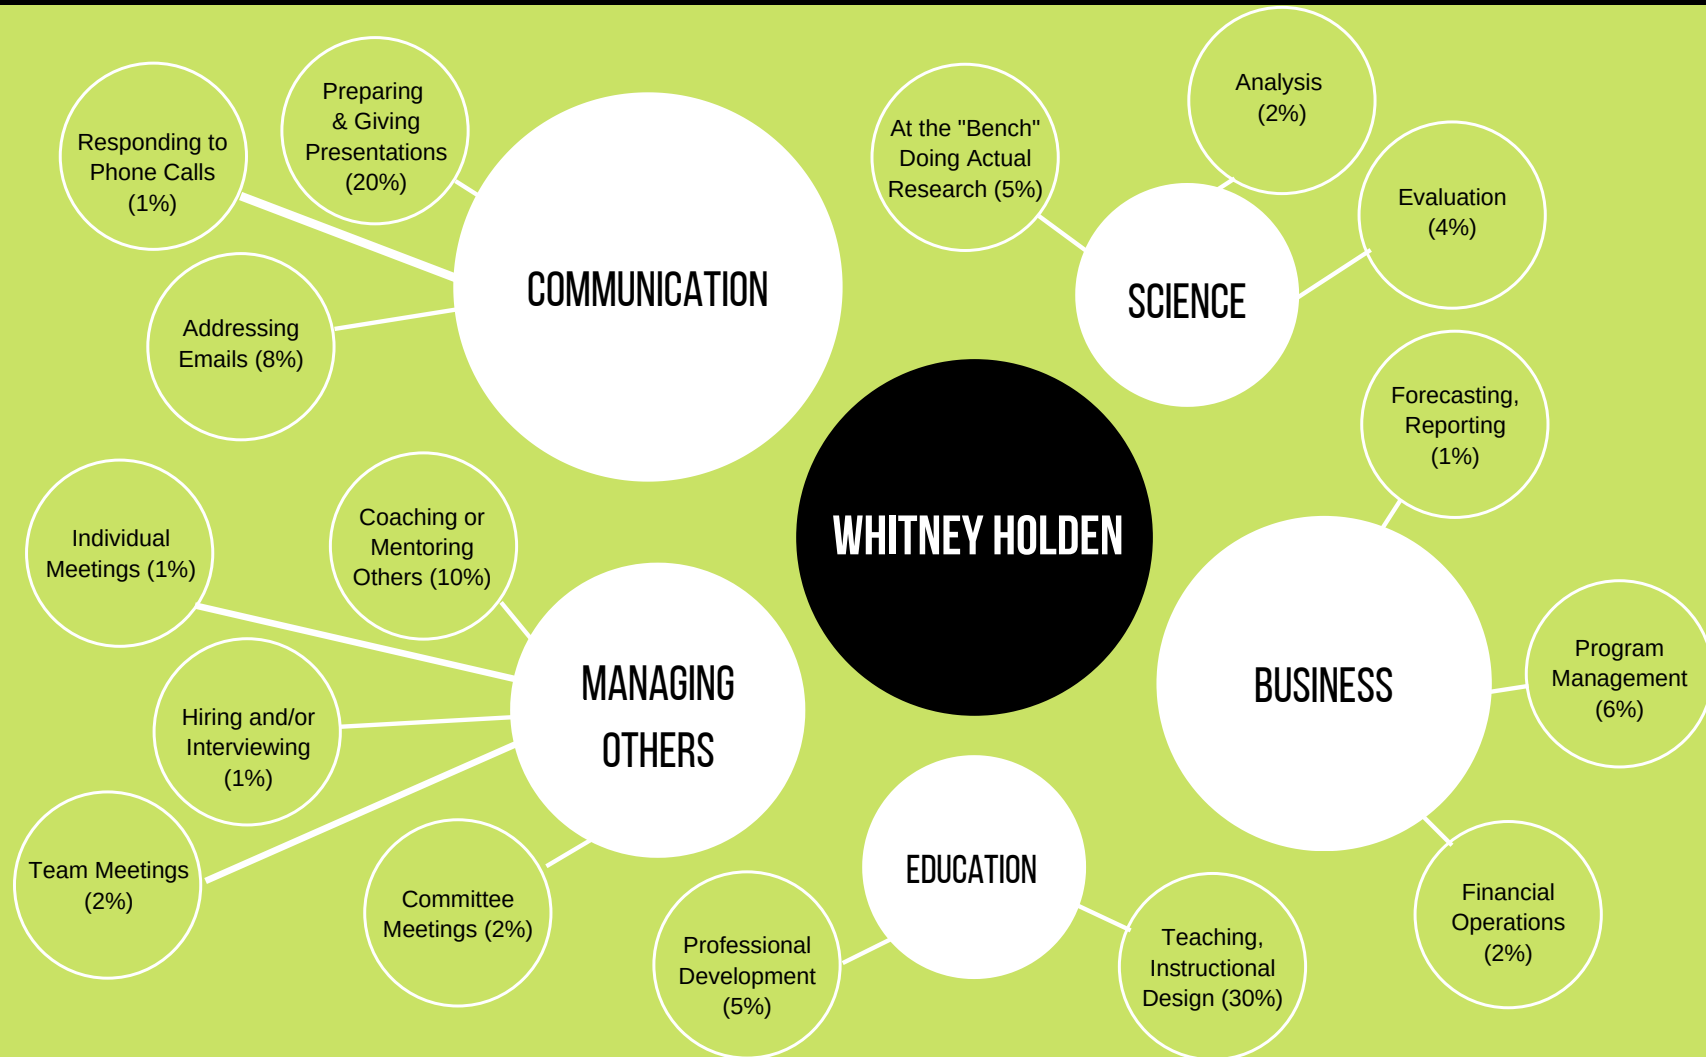 Responding to
Phone Calls
(1%)
Preparing
& Giving
Presentations
(20%)
Addressing
Emails (8%)
COMMUNICATION
At the "Bench"
Doing Actual
Research (5%)
Analysis
(2%)
Evaluation
(4%)
SCIENCE
WHITNEY HOLDEN
Forecasting,
Reporting
(1%)
Program
Management
(6%)
Financial
Operations
(2%)
BUSINESS
Individual
Meetings (1%)
Coaching or
Mentoring
Others (10%)
Hiring and/or
Interviewing
(1%)
Team Meetings
(2%)
Committee
Meetings (2%)
MANAGING
OTHERS
EDUCATION
Professional
Development
(5%)
Teaching,
Instructional
Design (30%)